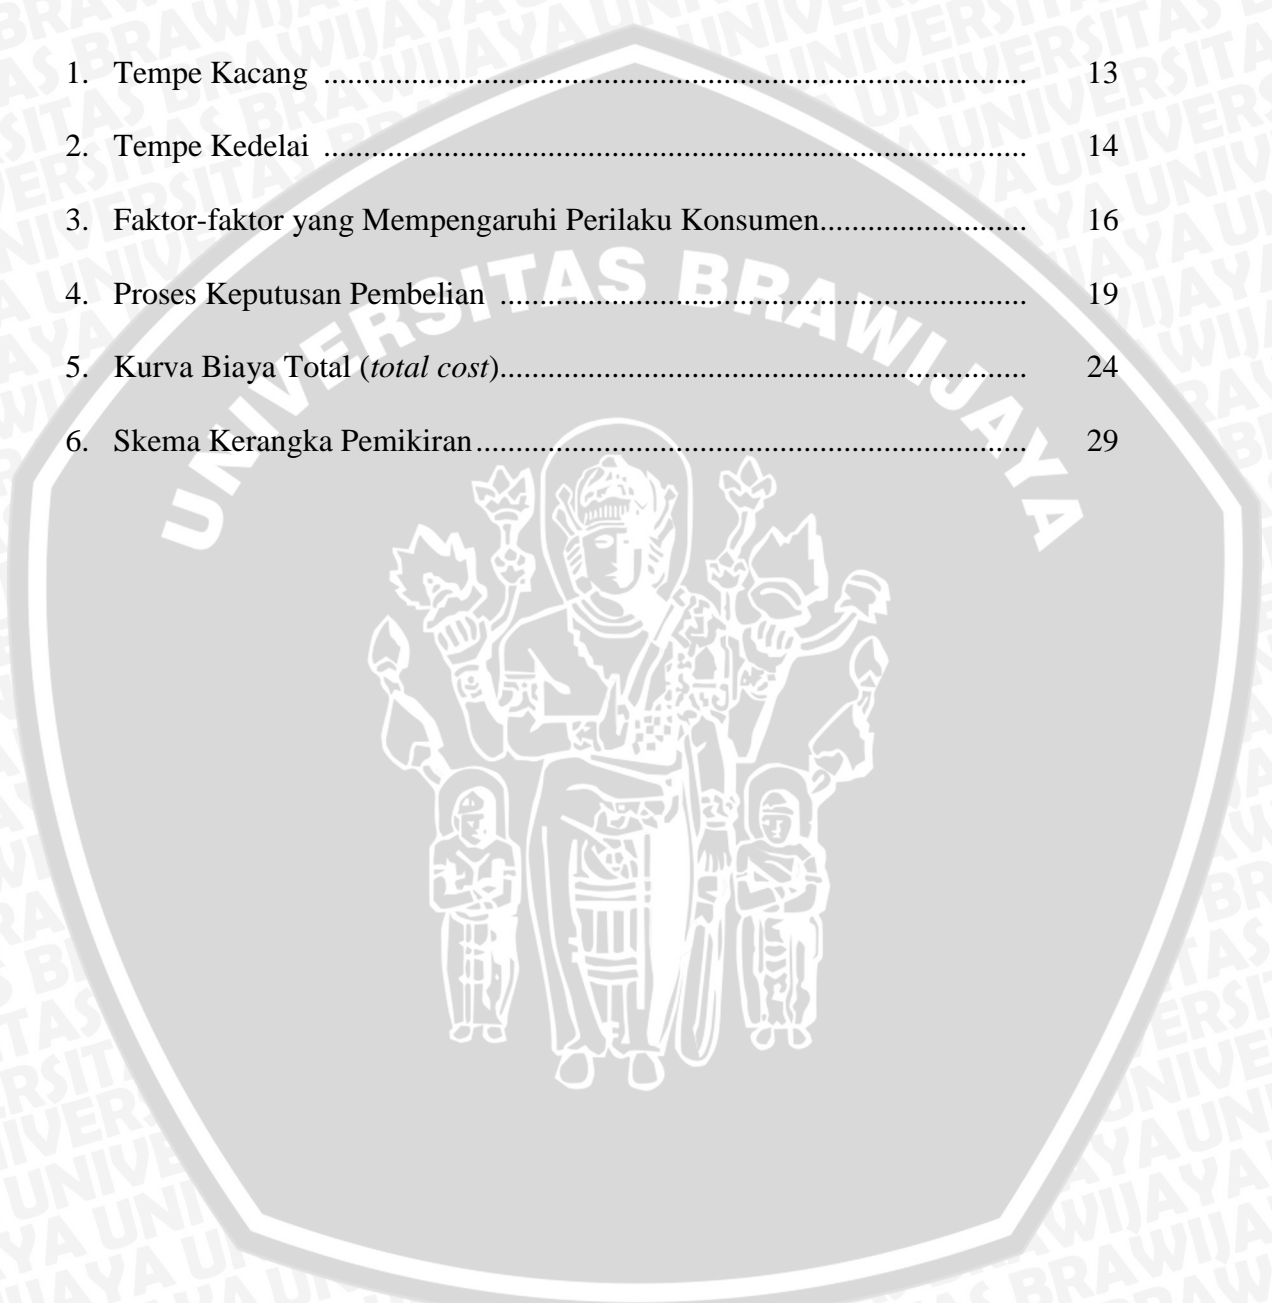 1. Tempe Kacang ........................................................................................ 13
2. Tempe Kedelai ........................................................................................ 14
3. Faktor-faktor yang Mempengaruhi Perilaku Konsumen.......................... 16
4. Proses Keputusan Pembelian .................................................................. 19
5. Kurva Biaya Total (total cost).................................................................. 24
6. Skema Kerangka Pemikiran..................................................................... 29
UNIVERSITAS BRAWIJAYA